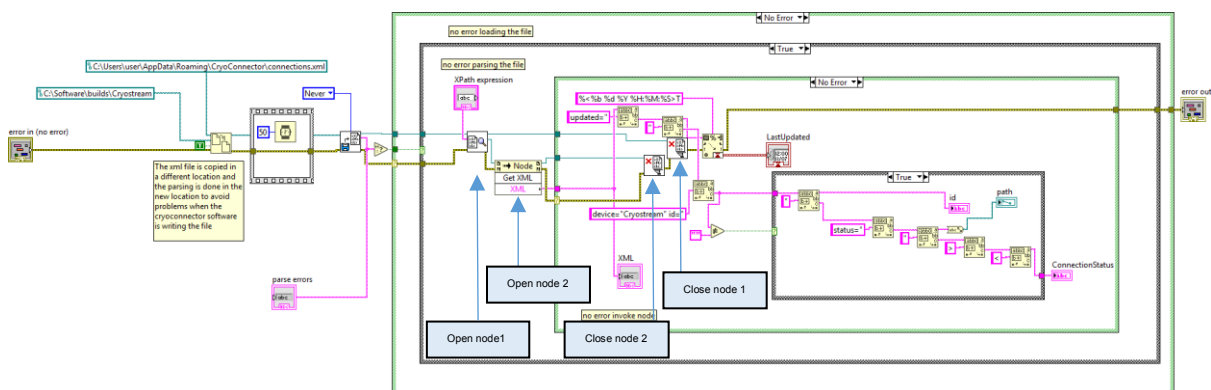 No Error
no error loading the file
True
no error parsing the file
XPath expression
No Error
C:\Users\user\AppData\Roaming\CryoConnector\connections.xml
Never
C:\Software\builds\Cryostream
%<%b %d %Y %H:%M:%S>T
updated="
error in (no error)
error out
50
LastUpdated
The xml file is copied in
a different location and
the parsing is done in the
new location to avoid
problems when the
cryoconnector software
is writing the file
Node
Get XML
XML
True
id
path
device="Cryostream" id="
status="
"
>
<
XML
ConnectionStatus
parse errors
Open node 2
Close node 1
no error invoke node
Open node1
Close node 2